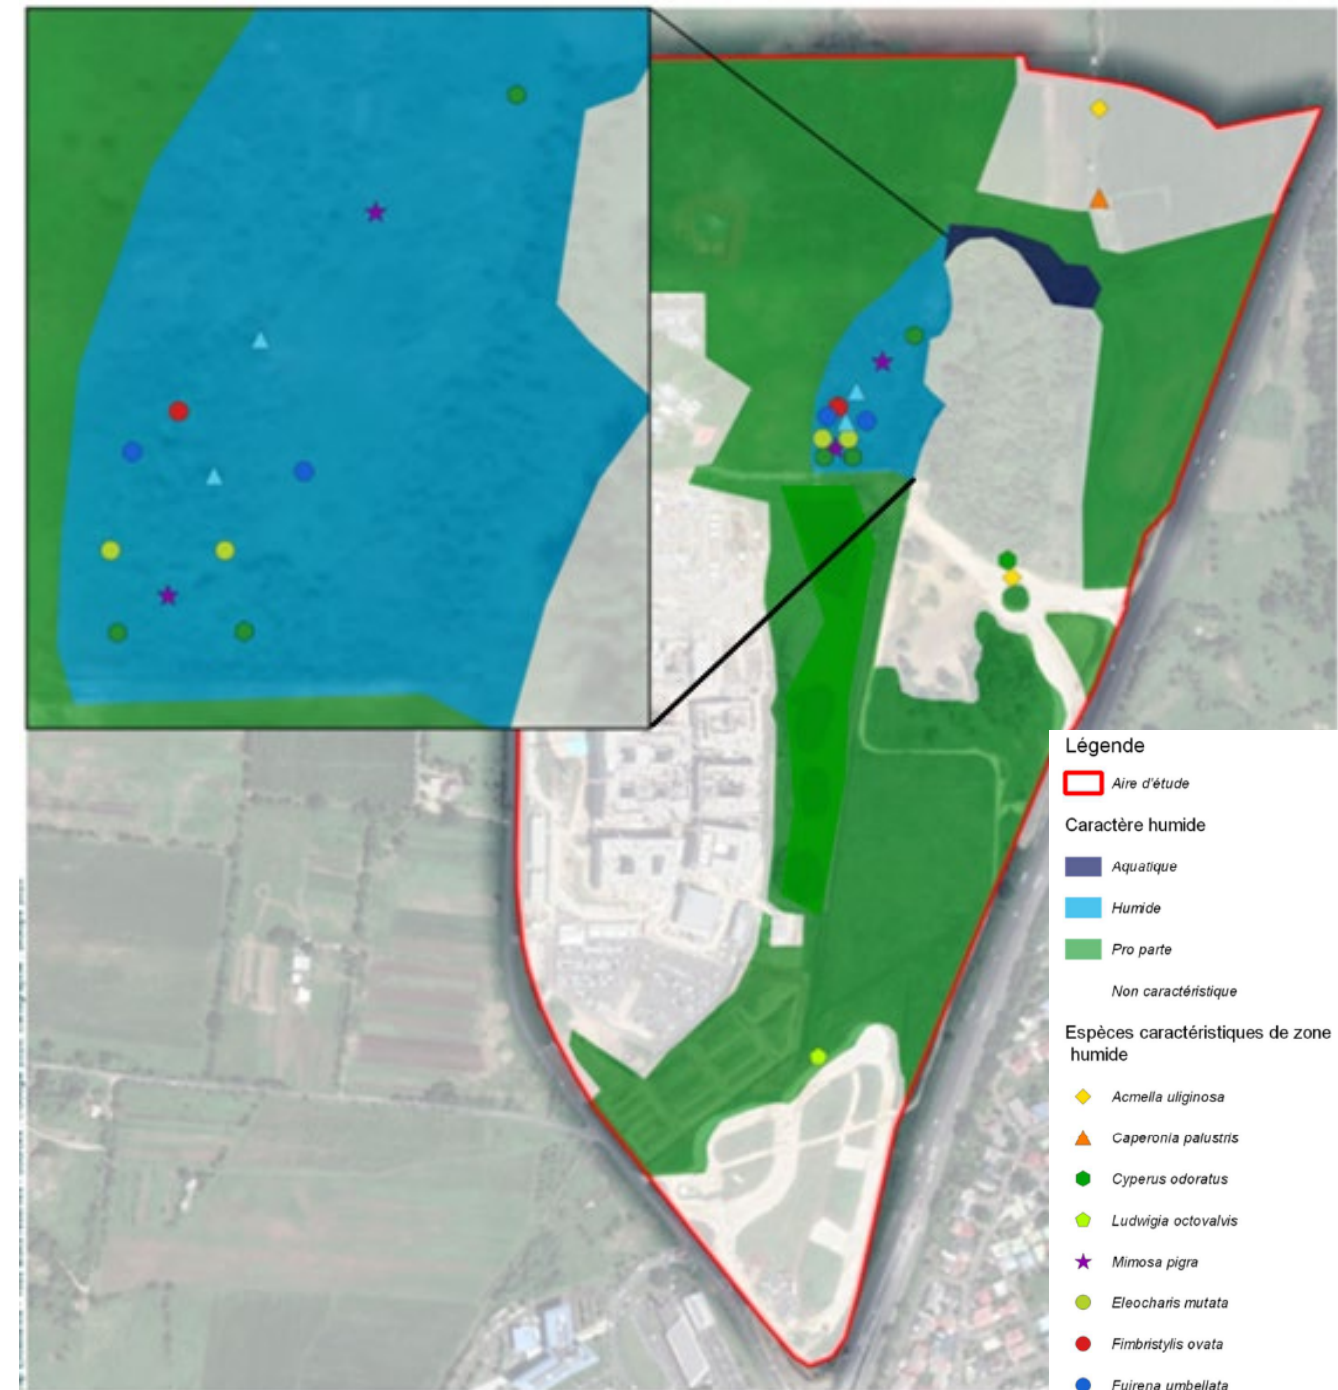 Légende
Aire d'étude
Caractère humide
Aquatique
Humide
Pro parte
Non caractéristique
Espèces caractéristiques de zone
humide
Acmella uliginosa
Caperonia palustris
Cyperus odoratus
Ludwigia octovalvis
Mimosa pigra
Eleocharis mutata
Fimbristylis ovata
Fuirena umbellata